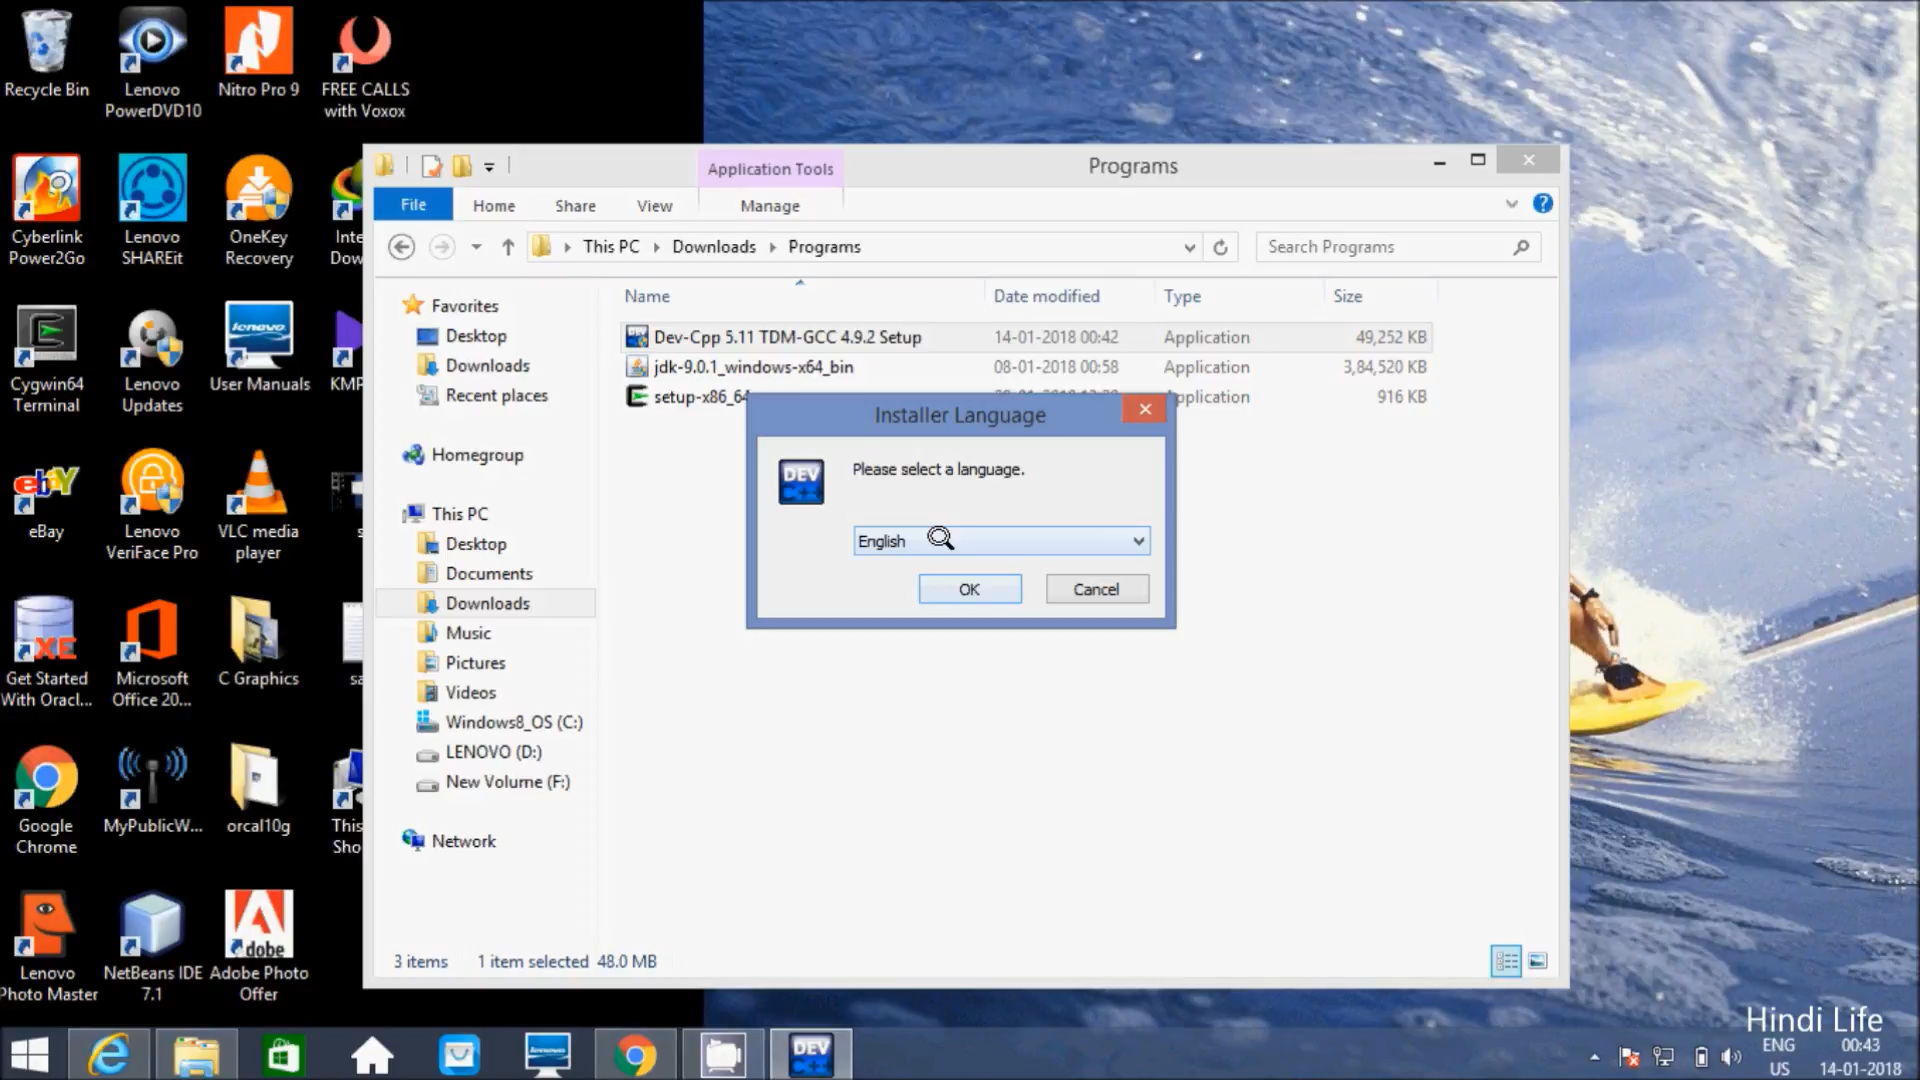 Recycle Bin
Lenovo
PowerDVD10
Nitro Pro 9
FREE CALLS
with Voxox
Cyberlink
Power2Go
Lenovo
SHAREit
OneKey
Recovery
Inte
Dow
Cygwin64
Terminal
Lenovo
Updates
lenovo
User Manuals
KMP
ebY
eBay
Lenovo
VeriFace Pro
VLC media
player
s
XE
Get Started
With Oracl...
Microsoft
Office 20...
C Graphics
sa
Google
Chrome
MyPublicW...
orcal10g
This
Sho
Lenovo
Photo Master
NetBeans IDE
7.1
Adobe
Adobe Photo
Offer
Application Tools
Programs
File
Home
Share
View
Manage
This PC
Downloads
Programs
Search Programs
Name
Date modified
Type
Size
Dev-Cpp 5.11 TDM-GCC 4.9.2 Setup
14-01-2018 00:42
Application
49,252 KB
jdk-9.0.1_windows-x64_bin
08-01-2018 00:58
Application
3,84,520 KB
setup-x86_64
pplication
916 KB
Favorites
Desktop
Downloads
Recent places
Homegroup
This PC
Desktop
Documents
Downloads
Music
Pictures
Videos
Windows8_OS (C:)
LENOVO (D:)
New Volume (F:)
Network
3 items
1 item selected 48.0 MB
Installer Language
DEV
C++
Please select a language.
English
OK
Cancel
Hindi Life
lenovo
DEV
C++
ENG
US
00:43
14-01-2018